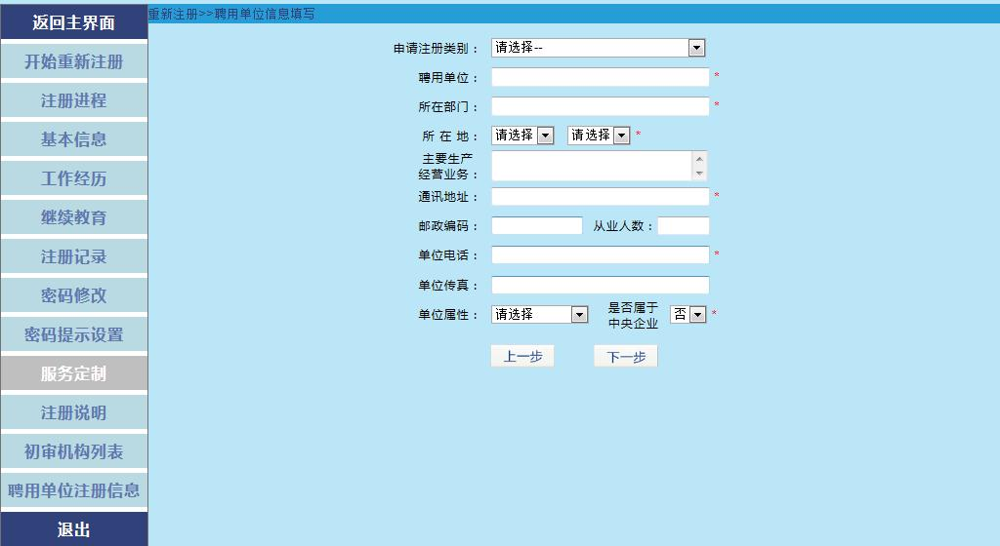 返回主界面
开始重新注册
注册进程
基本信息
工作经历
继续教育
注册记录
密码修改
密码提示设置
服务定制
注册说明
初审机构列表
聘用单位注册信息
退出
重新注册>>聘用单位信息填写
申请注册类别： 请选择--
聘用单位： *
所在部门： *
所 在 地： 请选择 请选择 *
主要生产
经营业务：
通讯地址： *
邮政编码： 从业人数：
单位电话： *
单位传真：
单位属性： 请选择 是否属于
中央企业 否 *
上一步 下一步